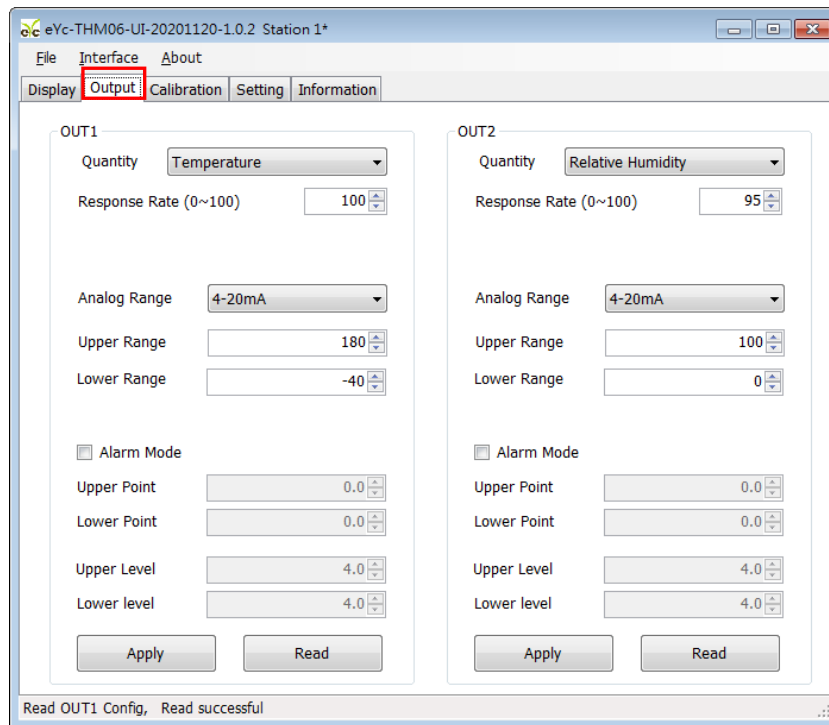 eYc eYc-THM06-UI-20201120-1.0.2 Station 1*
File Interface About
Display Output Calibration Setting Information
OUT1
Quantity Temperature
Response Rate (0~100) 100
Analog Range 4-20mA
Upper Range 180
Lower Range -40
Alarm Mode
Upper Point 0.0
Lower Point 0.0
Upper Level 4.0
Lower level 4.0
Apply Read
OUT2
Quantity Relative Humidity
Response Rate (0~100) 95
Analog Range 4-20mA
Upper Range 100
Lower Range 0
Alarm Mode
Upper Point 0.0
Lower Point 0.0
Upper Level 4.0
Lower level 4.0
Apply Read
Read OUT1 Config, Read successful